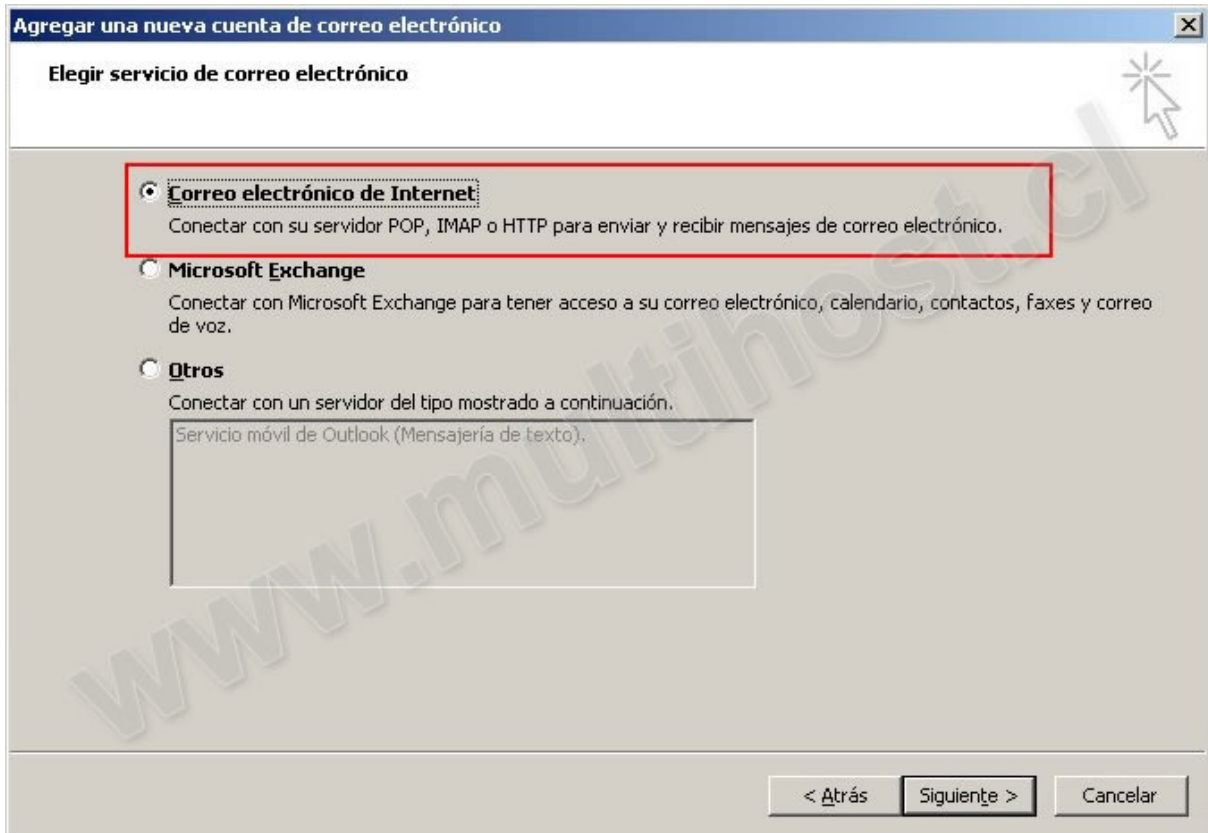 Agregar una nueva cuenta de correo electrónico
Elegir servicio de correo electrónico
Correo electrónico de Internet
Conectar con su servidor POP, IMAP o HTTP para enviar y recibir mensajes de correo electrónico.
Microsoft Exchange
Conectar con Microsoft Exchange para tener acceso a su correo electrónico, calendario, contactos, faxes y correo
de voz.
Otros
Conectar con un servidor del tipo mostrado a continuación.
Servicio móvil de Outlook (Mensajería de texto).
www.multihost.cl
< Atrás
Siguiente >
Cancelar